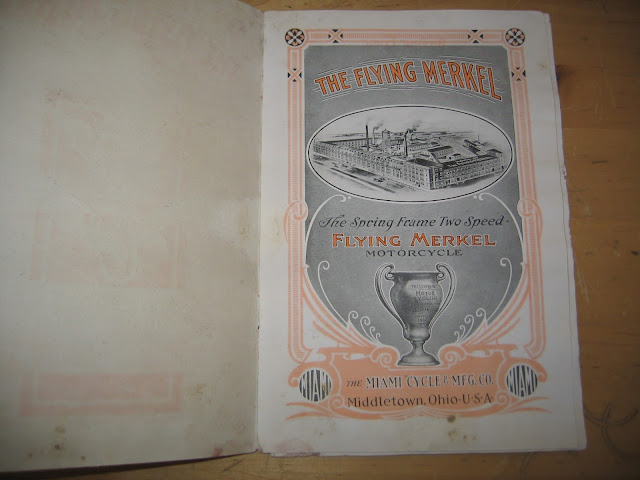 THE FLYING MERKEL
The Spring Frame Two Speed
FLYING MERKEL
MOTORCYCLE
MOTOR
THE MIAMI CYCLE & MFG. CO.
MIAMI
MIAMI
Middletown, Ohio-U-S-A